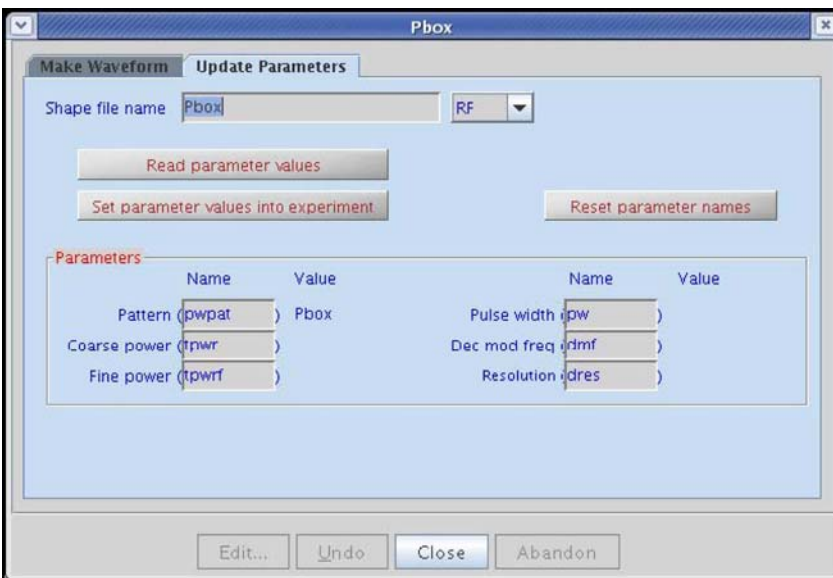 Pbox
Make Waveform Update Parameters
Shape file name Pbox RF
Read parameter values
Set parameter values into experiment Reset parameter names
Parameters
Name Value Name Value
Pattern (pwpat) Pbox Pulse width (pw)
Coarse power (tpwr) Dec mod freq (dmf)
Fine power (tpwrf) Resolution (dres)
Edit... Undo Close Abandon